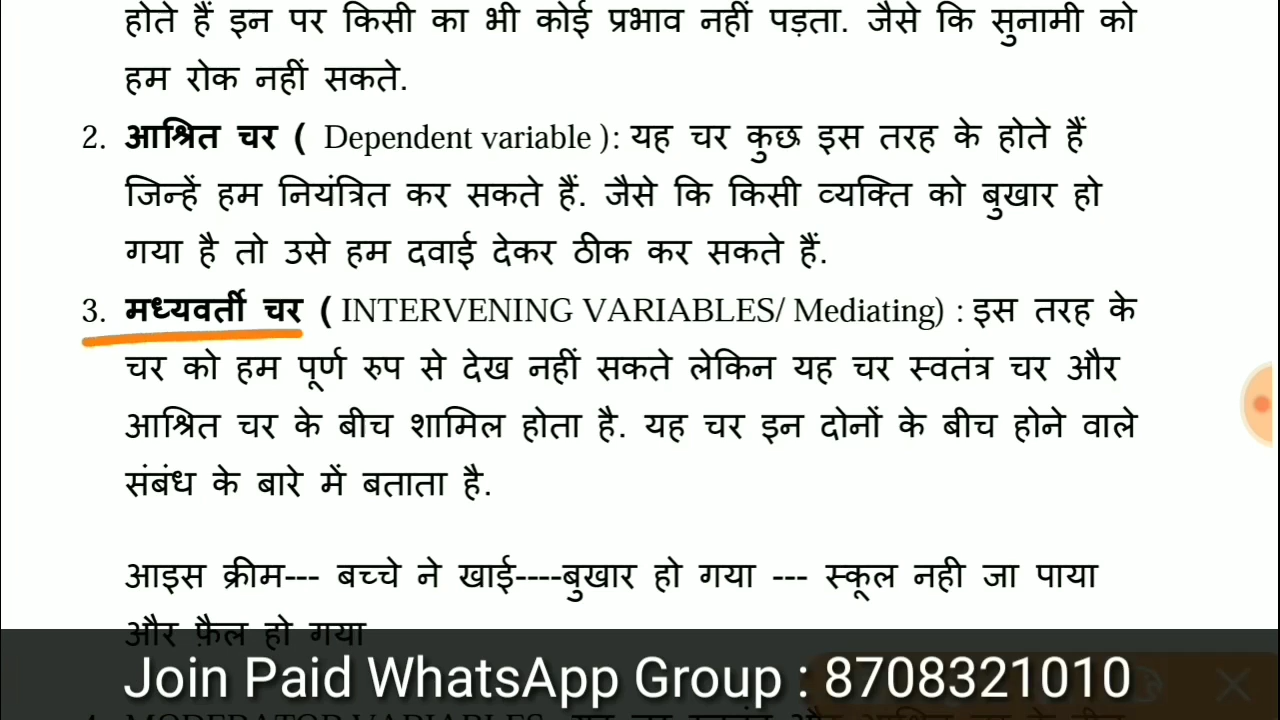 होते हैं इन पर किसी का भी कोई प्रभाव नहीं पड़ता. जैसे कि सुनामी को
हम रोक नहीं सकते.
2. आश्रित चर ( Dependent variable ): यह चर कुछ इस तरह के होते हैं
जिन्हें हम नियंत्रित कर सकते हैं. जैसे कि किसी व्यक्ति को बुखार हो
गया है तो उसे हम दवाई देकर ठीक कर सकते हैं.
3. मध्यवर्ती चर ( INTERVENING VARIABLES/ Mediating) : इस तरह के
चर को हम पूर्ण रुप से देख नहीं सकते लेकिन यह चर स्वतंत्र चर और
आश्रित चर के बीच शामिल होता है. यह चर इन दोनों के बीच होने वाले
संबंध के बारे में बताता है.
आइस क्रीम--- बच्चे ने खाई----बुखार हो गया --- स्कूल नही जा पाया
और फ़ैल हो गया
Join Paid WhatsApp Group : 8708321010
4. MODERATOR VARIABLES